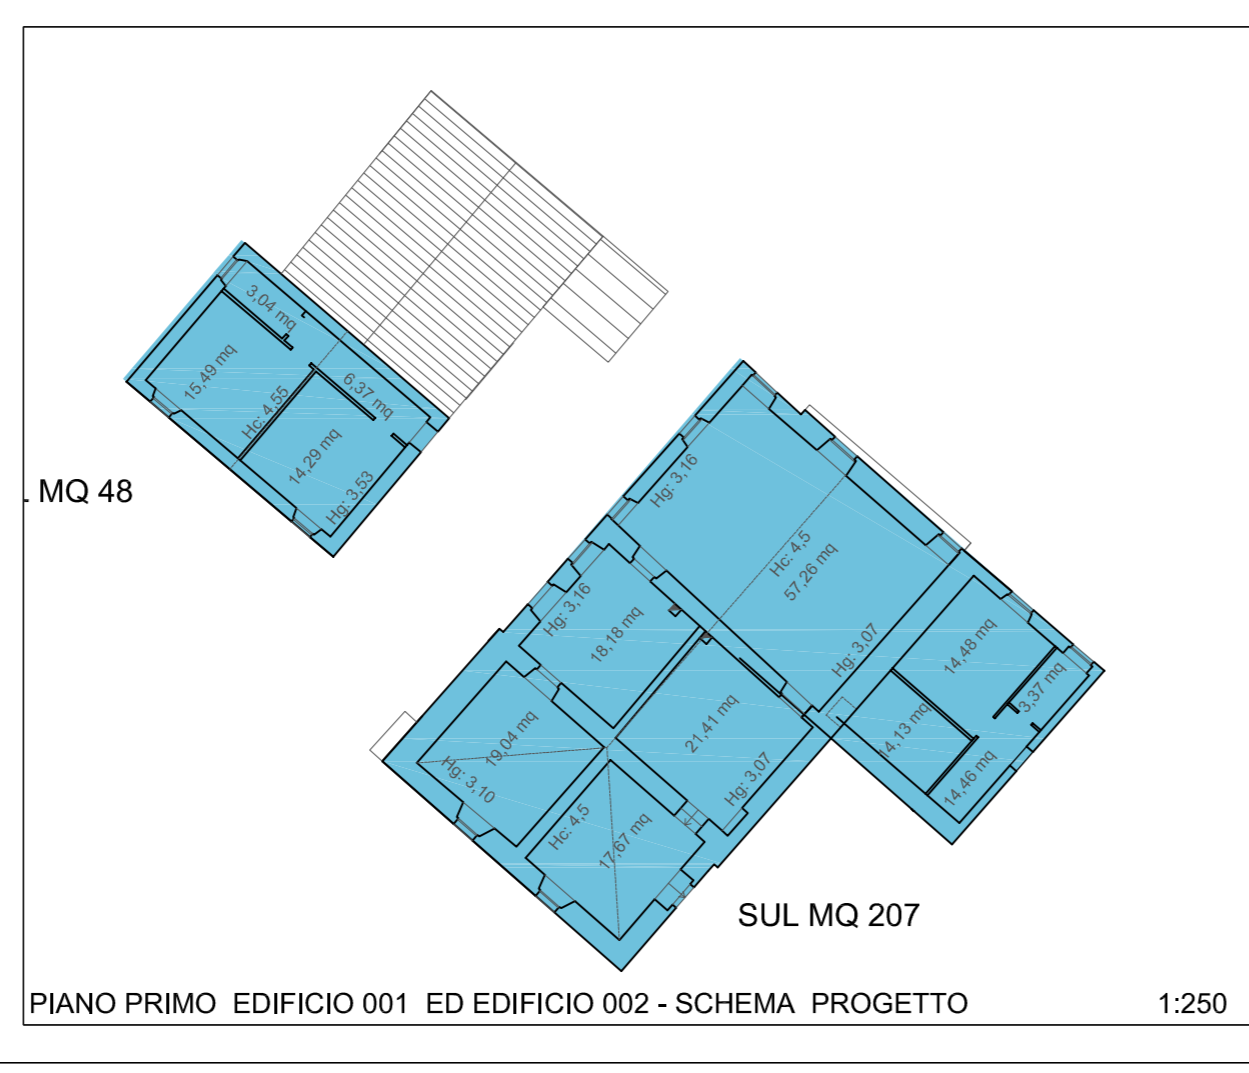 3,04 mq
15,49 mq
Hc: 4,55
6,37 mq
14,29 mq
Hg: 3,53
. MQ 48
Hg: 3,16
Hc: 4,5
57,26 mq
Hg: 3,16
18,18 mq
Hg: 3,07
14,48 mq
3,37 mq
21,41 mq
14,13 mq
19,04 mq
Hg: 3,10
Hg: 3,07
14,46 mq
Hc: 4,5
17,67 mq
SUL MQ 207
PIANO PRIMO EDIFICIO 001 ED EDIFICIO 002 - SCHEMA PROGETTO 1:250